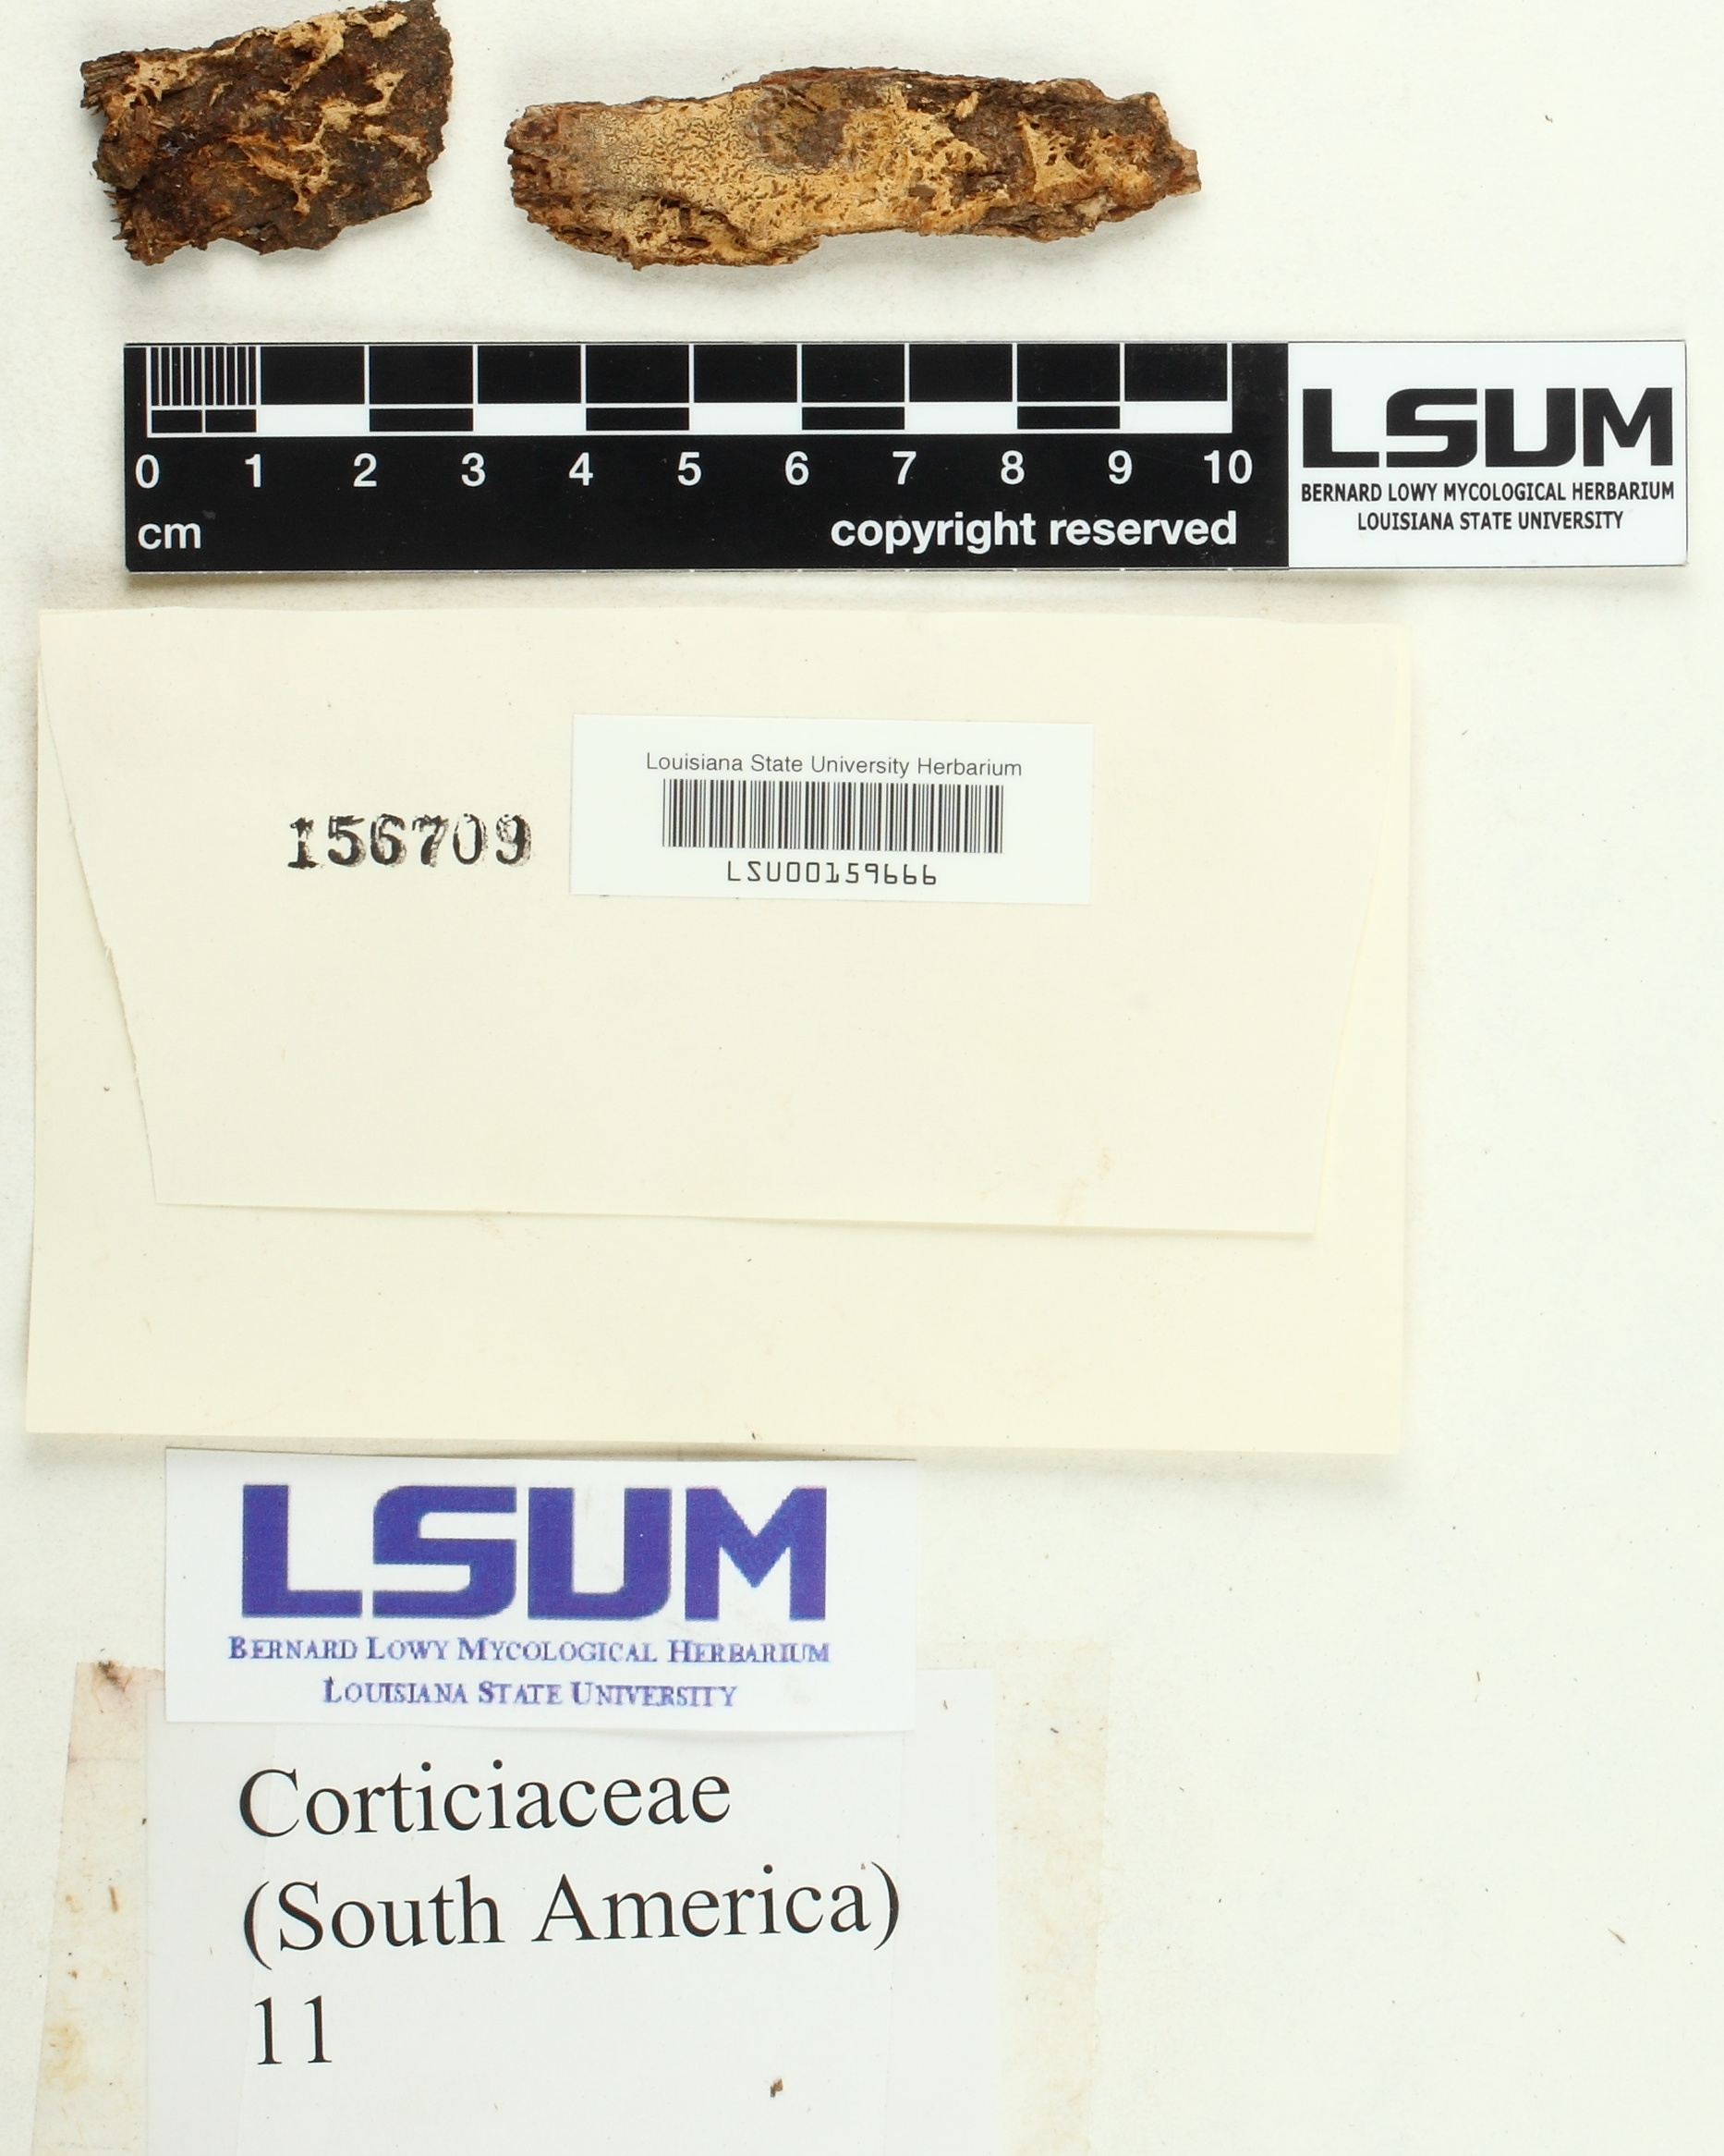 0 1 2 3 4 5 6 7 8 9 10
cm copyright reserved
LSUM
BERNARD LOWY MYCOLOGICAL HERBARIUM
LOUISIANA STATE UNIVERSITY
Louisiana State University Herbarium
156709
LSU00159666
LSUM
BERNARD LOWY MYCOLOGICAL HERBARIUM
LOUISIANA STATE UNIVERSITY
Corticiaceae
(South America)
11